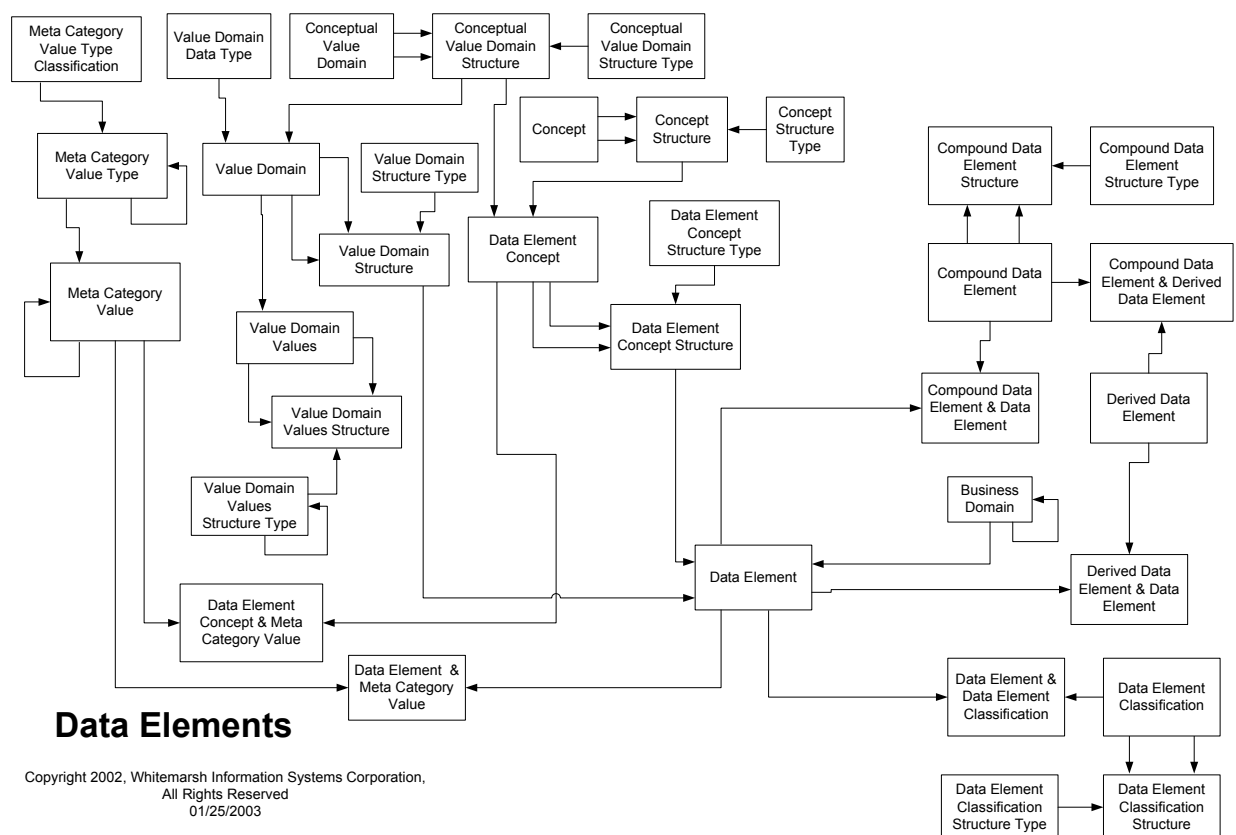 Meta Category
Value Type
Classification
Value Domain
Data Type
Conceptual
Value
Domain
Conceptual
Value Domain
Structure
Conceptual
Value Domain
Structure Type
Concept
Concept
Structure
Concept
Structure
Type
Meta Category
Value Type
Value Domain
Value Domain
Structure Type
Compound Data
Element
Structure
Compound Data
Element
Structure Type
Value Domain
Structure
Data Element
Concept
Data Element
Concept
Structure Type
Meta Category
Value
Compound Data
Element
Compound Data
Element & Derived
Data Element
Value Domain
Values
Data Element
Concept Structure
Value Domain
Values Structure
Compound Data
Element & Data
Element
Derived Data
Element
Value Domain
Values
Structure Type
Business
Domain
Data Element
Derived Data
Element & Data
Element
Data Element
Concept & Meta
Category Value
Data Element &
Meta Category
Value
Data Element &
Data Element
Classification
Data Element
Classification
Data Elements
Copyright 2002, Whitemarsh Information Systems Corporation,
All Rights Reserved
01/25/2003
Data Element
Classification
Structure Type
Data Element
Classification
Structure